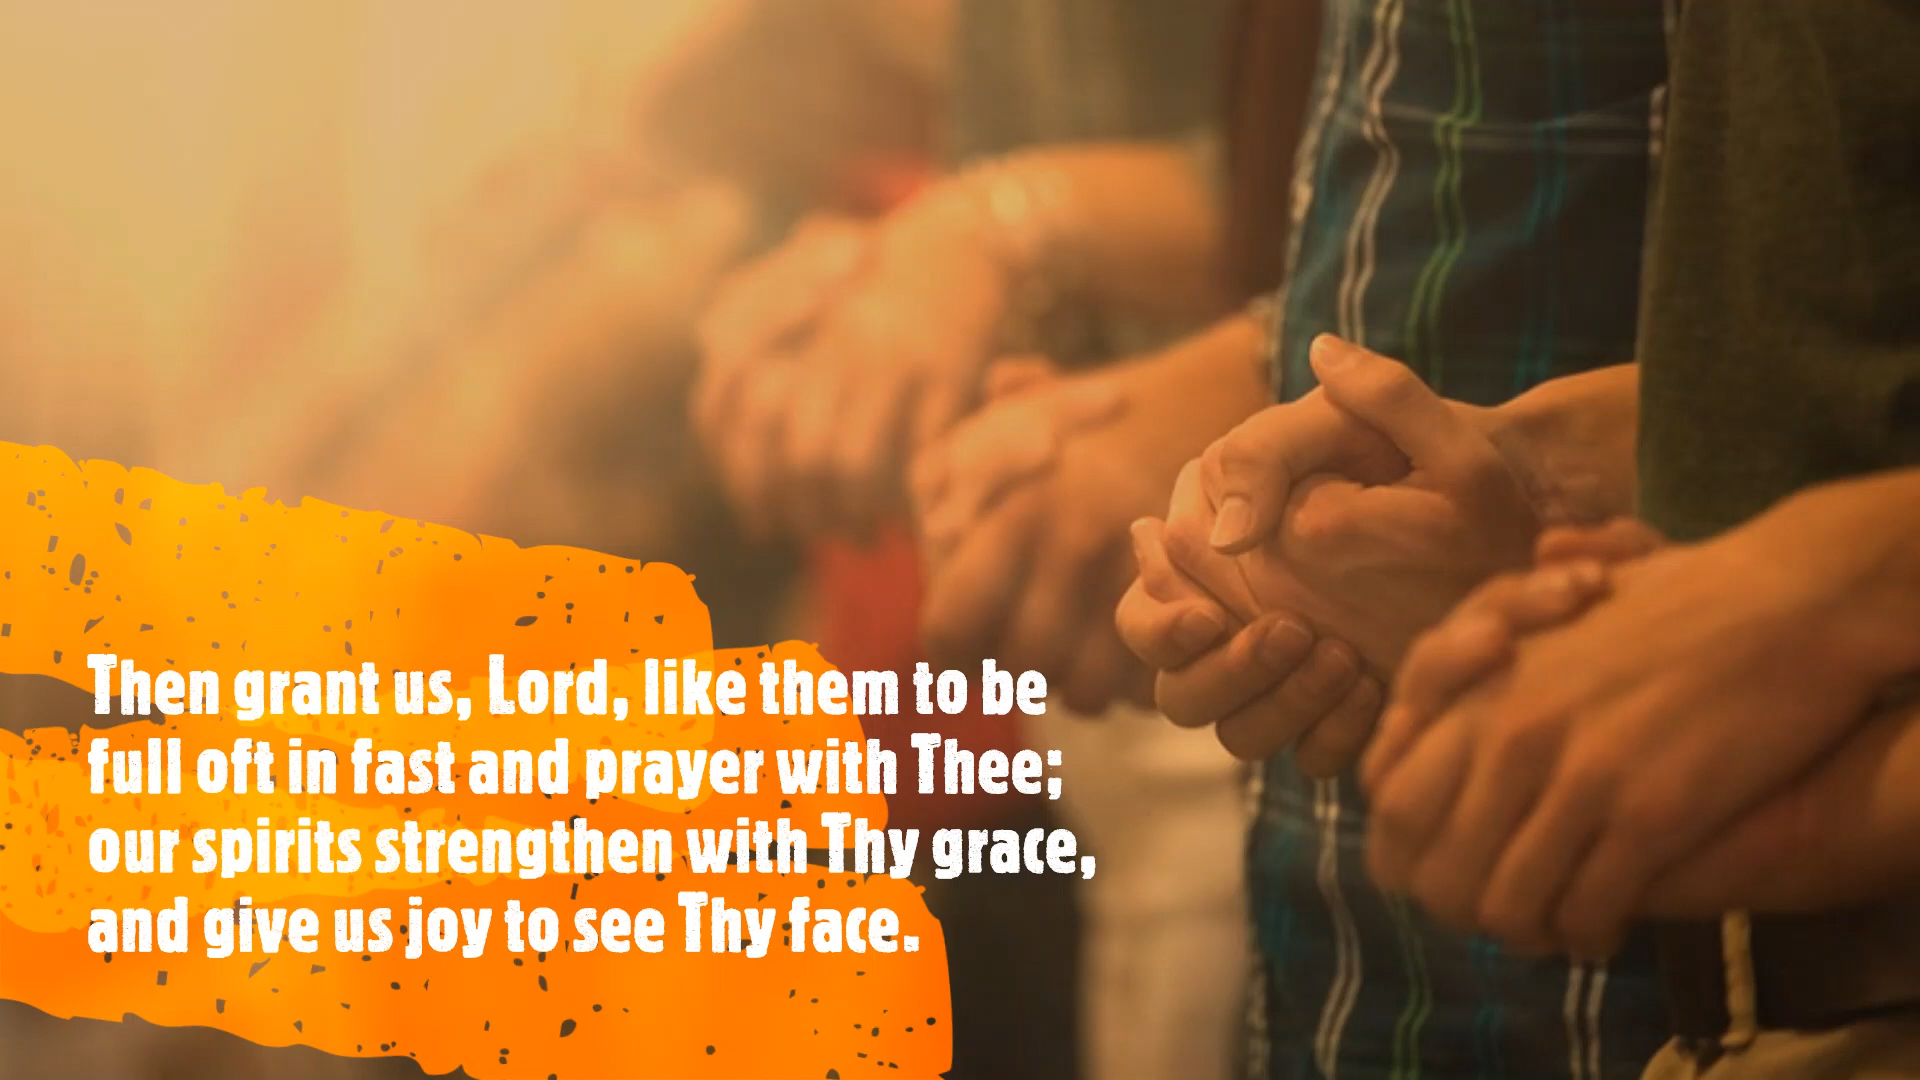 Then grant us, Lord, like them to be
full oft in fast and prayer with Thee;
our spirits strengthen with Thy grace,
and give us joy to see Thy face.